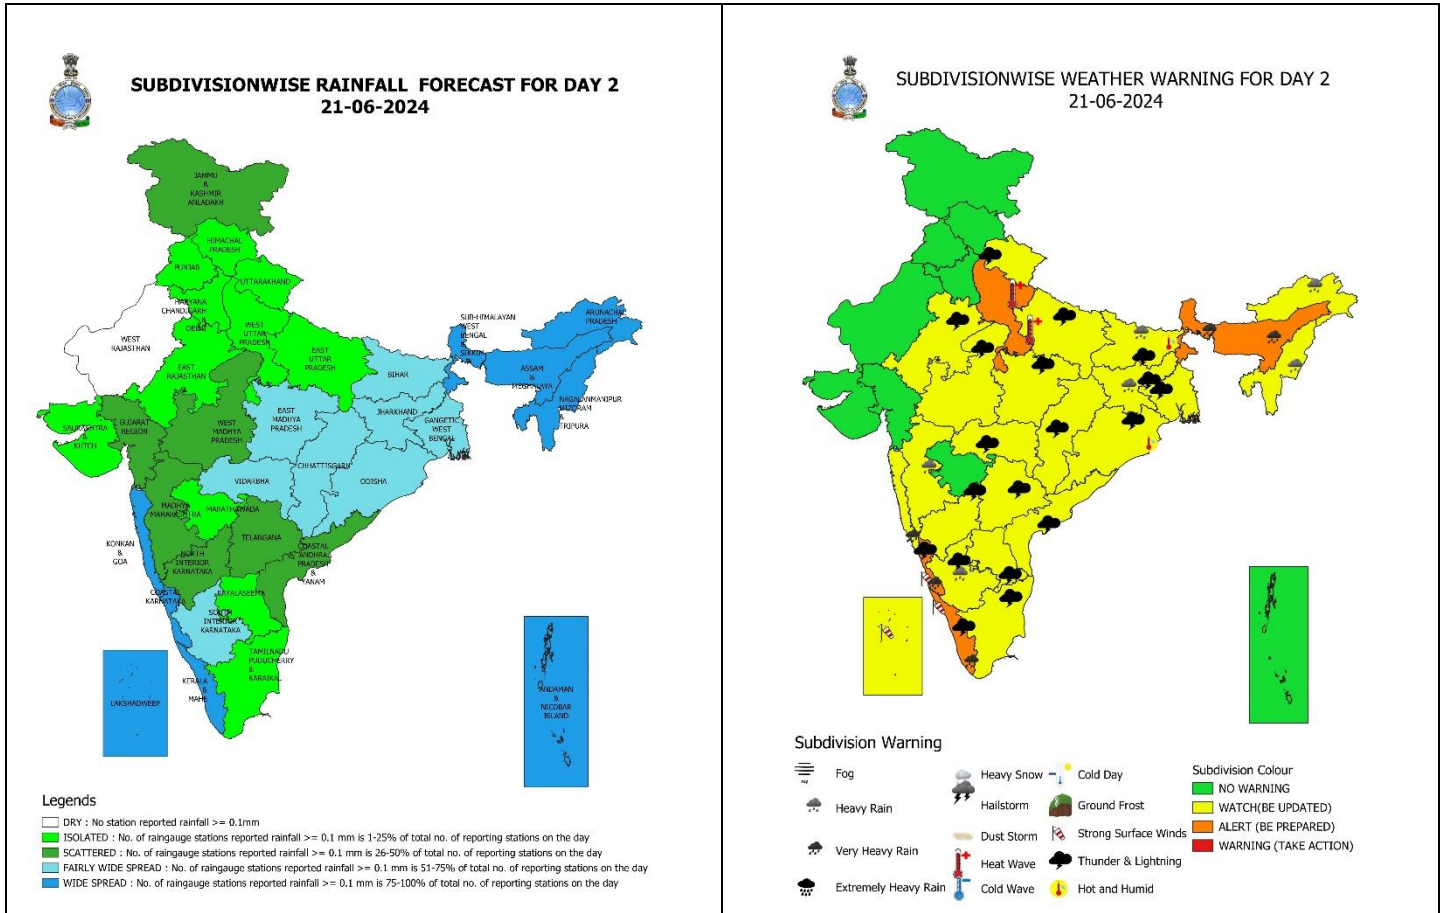 SUBDIVISIONWISE RAINFALL FORECAST FOR DAY 2
21-06-2024
JAMMU
&
KASHMIR
ANLADAKH
HIMACHAL
PRADESH
PUNJAB
UTTARAKHAND
HARYANA
CHANDIGARH
&
DELHI
WEST
RAJASTHAN
WEST
UTTAR
PRADESH
EAST
UTTAR
PRADESH
EAST
RAJASTHAN
SUB-HIMALAYAN
WEST
BENGAL
&
SIKKIM
ARUNACHAL
PRADESH
ASSAM
&
MEGHALAYA
NAGALANMANIPUR
MIZORAM
&
TRIPURA
BIHAR
JHARKHAND
GANGETIC
WEST
BENGAL
EAST
MADHYA
PRADESH
WEST
MADHYA
PRADESH
GUJARAT
REGION
SAURASHTRA
&
KUTCH
CHHATTISGARH
ODISHA
VIDARBHA
MADHYA
MAHARASHTRA
MARATHAWADA
KONKAN
&
GOA
TELANGANA
NORTH
INTERIOR
KARNATAKA
COASTAL
ANDHRA
PRADESH
&
YANAM
COASTAL
KARNATAKA
RAYALASEEMA
SOUTH
INTERIOR
KARNATAKA
TAMILNADU
PUDUCHERRY
&
KARAIKAL
KERALA
&
MAHE
LAKSHADWEEP
ANDAMAN
&
NICOBAR
ISLAND
Legends
DRY : No station reported rainfall >= 0.1mm
ISOLATED : No. of raingauge stations reported rainfall >= 0.1 mm is 1-25% of total no. of reporting stations on the day
SCATTERED : No. of raingauge stations reported rainfall >= 0.1 mm is 26-50% of total no. of reporting stations on the day
FAIRLY WIDE SPREAD : No. of raingauge stations reported rainfall >= 0.1 mm is 51-75% of total no. of reporting stations on the day
WIDE SPREAD : No. of raingauge stations reported rainfall >= 0.1 mm is 75-100% of total no. of reporting stations on the day
SUBDIVISIONWISE WEATHER WARNING FOR DAY 2
21-06-2024
Subdivision Warning
Fog
Heavy Rain
Very Heavy Rain
Extremely Heavy Rain
Heavy Snow
Hailstorm
Dust Storm
Heat Wave
Cold Wave
Cold Day
Ground Frost
Strong Surface Winds
Thunder & Lightning
Hot and Humid
Subdivision Colour
NO WARNING
WATCH(BE UPDATED)
ALERT (BE PREPARED)
WARNING (TAKE ACTION)